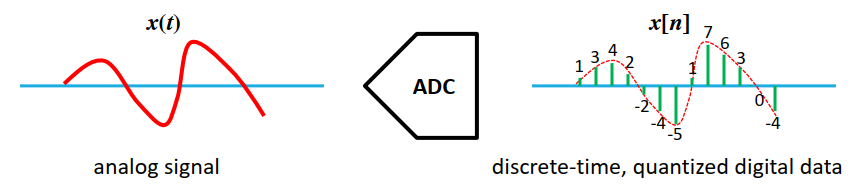 x(t)
analog signal
ADC
x[n]
1 3 4 2 -2 -4 -5 1 7 6 3 0 -4
discrete-time, quantized digital data